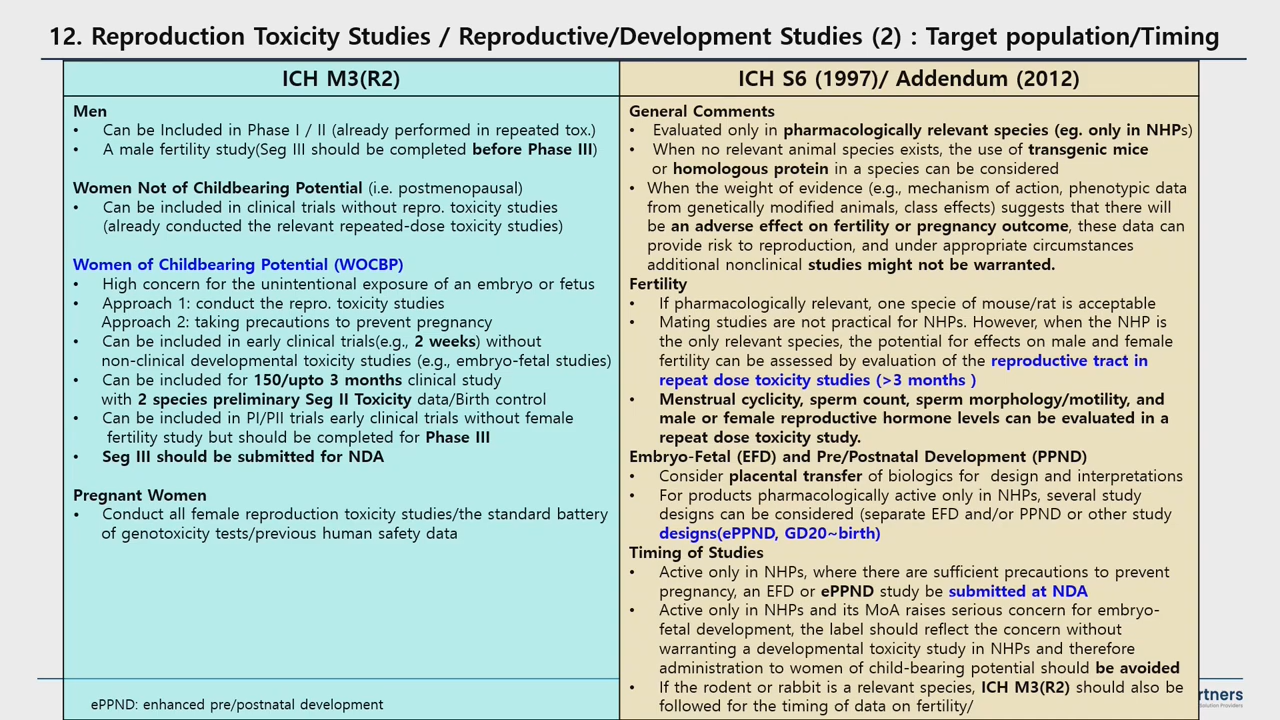 12. Reproduction Toxicity Studies / Reproductive/Development Studies (2) : Target population/Timing
ICH M3(R2)
Men
• Can be Included in Phase I / II (already performed in repeated tox.)
• A male fertility study(Seg III should be completed before Phase III)
Women Not of Childbearing Potential (i.e. postmenopausal)
• Can be included in clinical trials without repro. toxicity studies
(already conducted the relevant repeated-dose toxicity studies)
Women of Childbearing Potential (WOCBP)
• High concern for the unintentional exposure of an embryo or fetus
• Approach 1: conduct the repro. toxicity studies
Approach 2: taking precautions to prevent pregnancy
• Can be included in early clinical trials(e.g., 2 weeks) without
non-clinical developmental toxicity studies (e.g., embryo-fetal studies)
• Can be included for 150/upto 3 months clinical study
with 2 species preliminary Seg II Toxicity data/Birth control
• Can be included in PI/PII trials early clinical trials without female
fertility study but should be completed for Phase III
• Seg III should be submitted for NDA
Pregnant Women
• Conduct all female reproduction toxicity studies/the standard battery
of genotoxicity tests/previous human safety data
ePPND: enhanced pre/postnatal development
ICH S6 (1997)/ Addendum (2012)
General Comments
• Evaluated only in pharmacologically relevant species (eg. only in NHPs)
• When no relevant animal species exists, the use of transgenic mice
or homologous protein in a species can be considered
• When the weight of evidence (e.g., mechanism of action, phenotypic data
from genetically modified animals, class effects) suggests that there will
be an adverse effect on fertility or pregnancy outcome, these data can
provide risk to reproduction, and under appropriate circumstances
additional nonclinical studies might not be warranted.
Fertility
• If pharmacologically relevant, one specie of mouse/rat is acceptable
• Mating studies are not practical for NHPs. However, when the NHP is
the only relevant species, the potential for effects on male and female
fertility can be assessed by evaluation of the reproductive tract in
repeat dose toxicity studies (>3 months )
• Menstrual cyclicity, sperm count, sperm morphology/motility, and
male or female reproductive hormone levels can be evaluated in a
repeat dose toxicity study.
Embryo-Fetal (EFD) and Pre/Postnatal Development (PPND)
• Consider placental transfer of biologics for design and interpretations
• For products pharmacologically active only in NHPs, several study
designs can be considered (separate EFD and/or PPND or other study
designs(ePPND, GD20~birth)
Timing of Studies
• Active only in NHPs, where there are sufficient precautions to prevent
pregnancy, an EFD or ePPND study be submitted at NDA
• Active only in NHPs and its MoA raises serious concern for embryo-
fetal development, the label should reflect the concern without
warranting a developmental toxicity study in NHPs and therefore
administration to women of child-bearing potential should be avoided
• If the rodent or rabbit is a relevant species, ICH M3(R2) should also be
followed for the timing of data on fertility/
rtners
Solution Providers